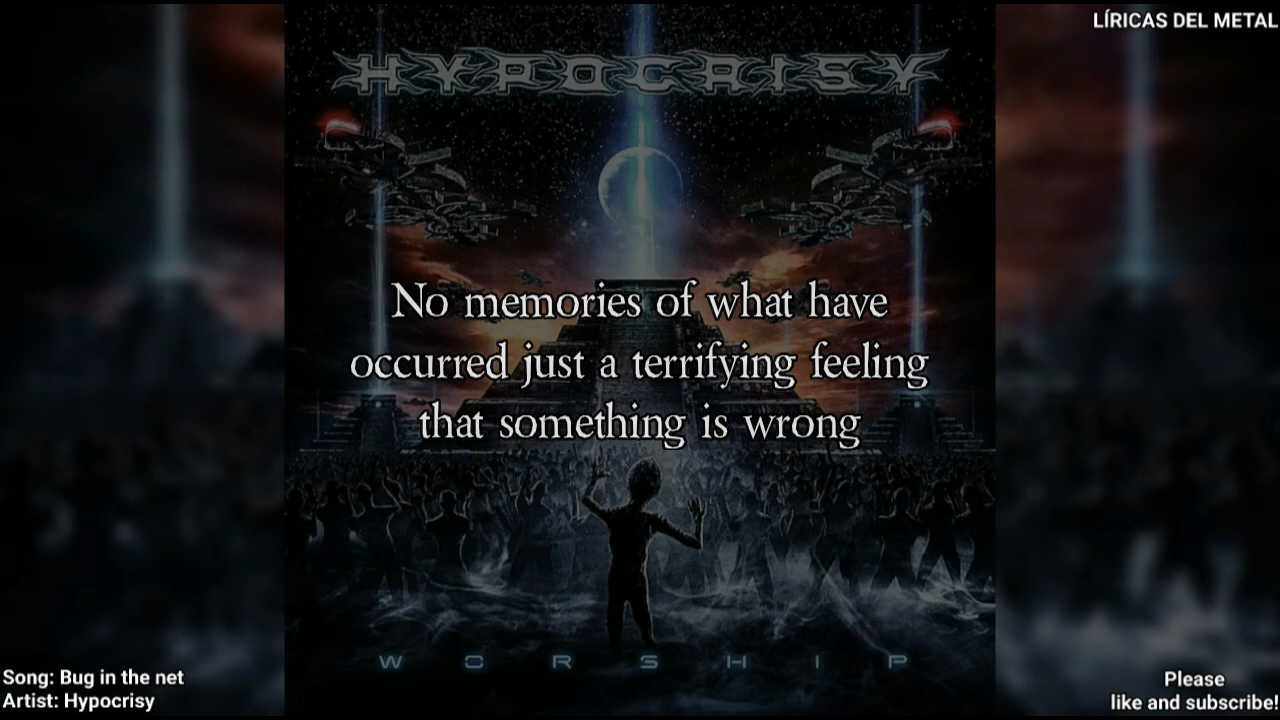 LÍRICAS DEL METAL
HYPOCRISY
No memories of what have
occurred just a terrifying feeling
that something is wrong
WORSHIP
Song: Bug in the net
Artist: Hypocrisy
Please
like and subscribe!